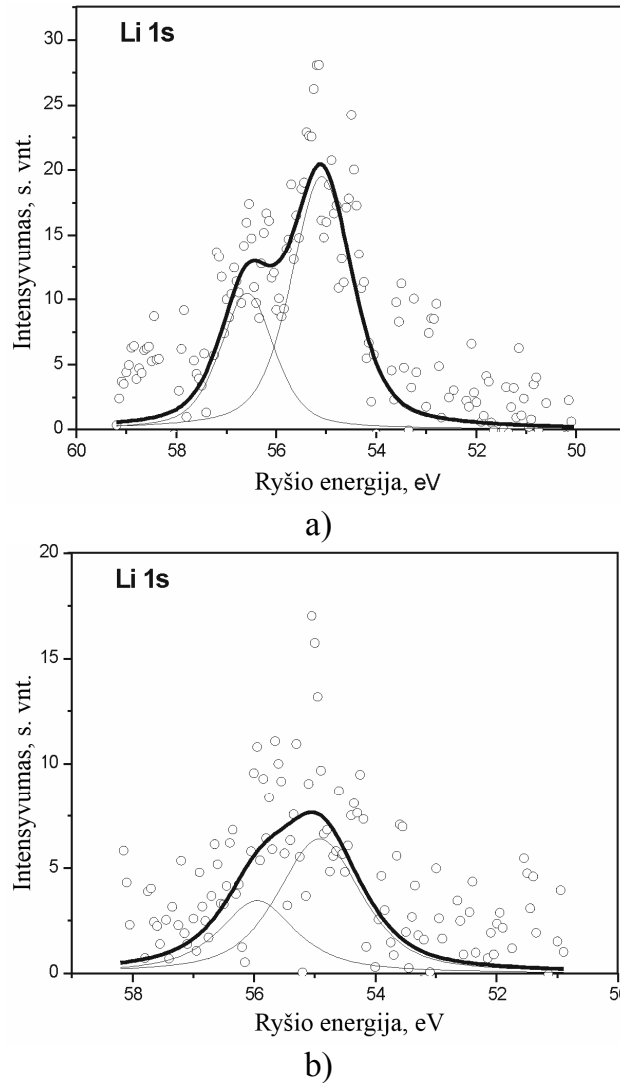 Li 1s
30
25
20
15
10
5
0
Intensyvumas, s. vnt.
60 58 56 54 52 50
Ryšio energija, eV
a)
Li 1s
20
15
10
5
0
Intensyvumas, s. vnt.
58 56 54 52 50
Ryšio energija, eV
b)